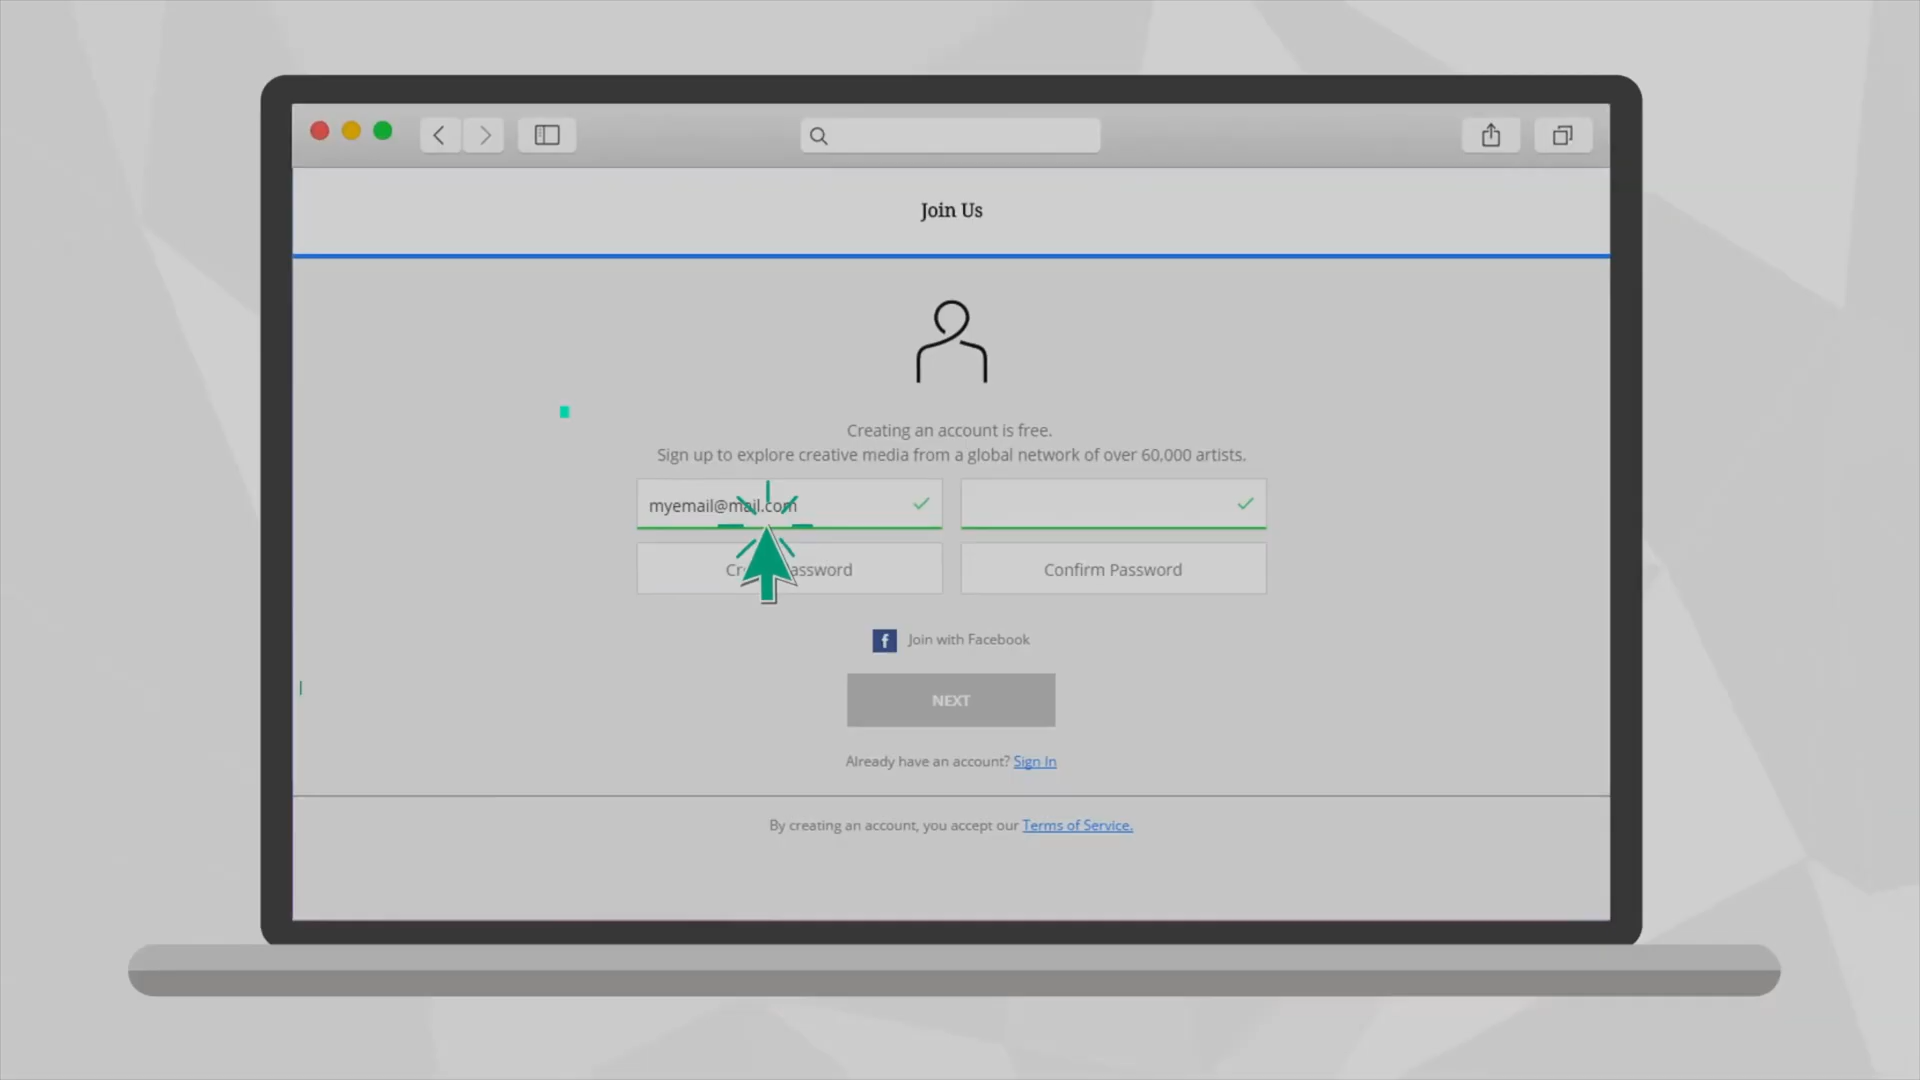 Join Us
Creating an account is free.
Sign up to explore creative media from a global network of over 60,000 artists.
myemail@mail.com
Password
Confirm Password
f Join with Facebook
NEXT
Already have an account? Sign In
By creating an account, you accept our Terms of Service.